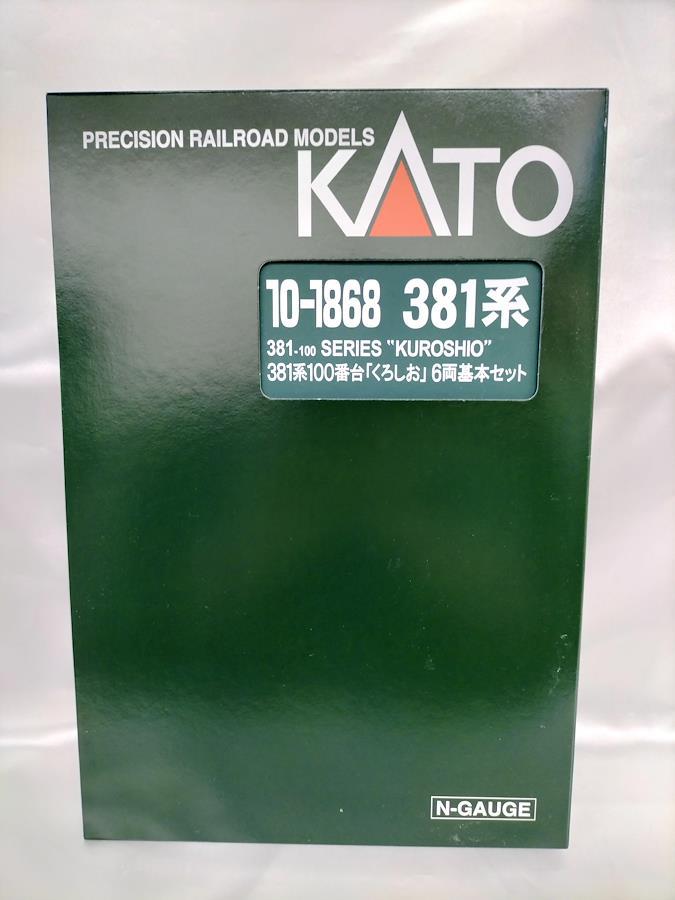 PRECISION RAILROAD MODELS
KATO
10-1868 381系
381-100 SERIES "KUROSHIO"
381系100番台「くろしお」6両基本セット
N-GAUGE